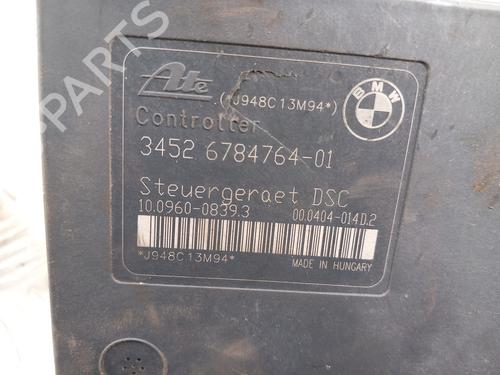 Ate
(*J948C13M94*)
BMW
Controller
3452 6784764-01
Steuergeraet DSC
10.0960-0839.3 00.0404-014D.2
*J948C13M94*
MADE IN HUNGARY
PARTS